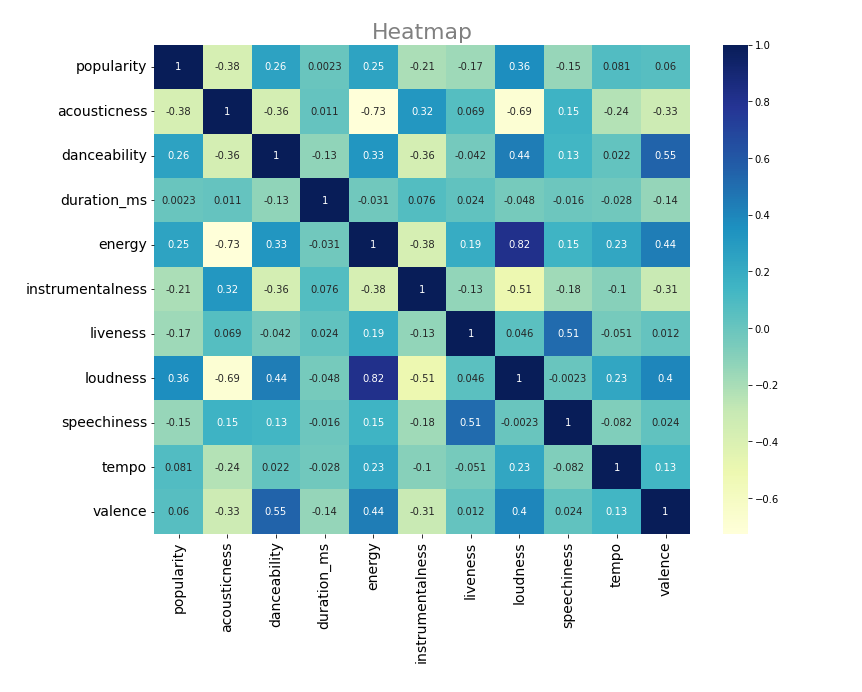 Heatmap
popularity 1 -0.38 0.26 0.0023 0.25 -0.21 -0.17 0.36 -0.15 0.081 0.06
acousticness -0.38 1 -0.36 0.011 -0.73 0.32 0.069 -0.69 0.15 -0.24 -0.33
danceability 0.26 -0.36 1 -0.13 0.33 -0.36 -0.042 0.44 0.13 0.022 0.55
duration_ms 0.0023 0.011 -0.13 1 -0.031 0.076 0.024 -0.048 -0.016 -0.028 -0.14
energy 0.25 -0.73 0.33 -0.031 1 -0.38 0.19 0.82 0.15 0.23 0.44
instrumentalness -0.21 0.32 -0.36 0.076 -0.38 1 -0.13 -0.51 -0.18 -0.1 -0.31
liveness -0.17 0.069 -0.042 0.024 0.19 -0.13 1 0.046 0.51 -0.051 0.012
loudness 0.36 -0.69 0.44 -0.048 0.82 -0.51 0.046 1 -0.0023 0.23 0.4
speechiness -0.15 0.15 0.13 -0.016 0.15 -0.18 0.51 -0.0023 1 -0.082 0.024
tempo 0.081 -0.24 0.022 -0.028 0.23 -0.1 -0.051 0.23 -0.082 1 0.13
valence 0.06 -0.33 0.55 -0.14 0.44 -0.31 0.012 0.4 0.024 0.13 1
popularity acousticness danceability duration_ms energy instrumentalness liveness loudness speechiness tempo valence
1.0
0.8
0.6
0.4
0.2
0.0
−0.2
−0.4
−0.6